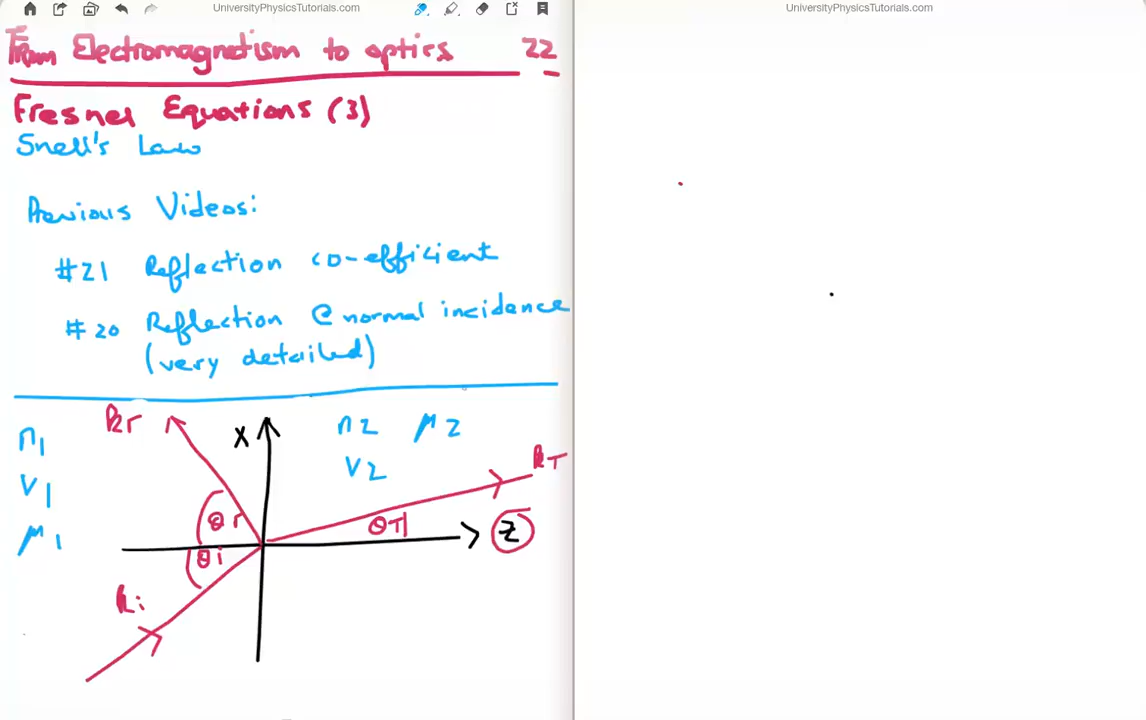 UniversityPhysicsTutorials.com
UniversityPhysicsTutorials.com
From Electromagnetism to optics 22
Fresnel Equations (3)
Snell's Law
Previous Videos:
#21 Reflection co-efficient
#20 Reflection @ normal incidence
(very detailed)
kr
x
n1
n2 μ2
v1
v2
kT
μ1
θr
θT
z
θi
ki